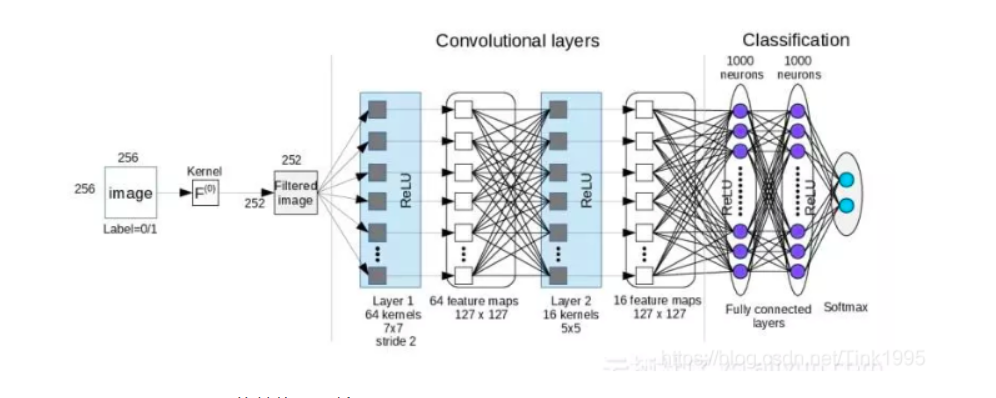 Convolutional layers
Classification
1000
neurons
1000
neurons
256
256
image
Label=0/1
Kernel
F(0)
252
252
Filtered
image
ReLU
ReLU
ReLU
ReLU
Layer 1
64 kernels
7x7
stride 2
64 feature maps
127 x 127
Layer 2
16 kernels
5x5
16 feature maps
127 x 127
Fully connected
layers
Softmax
https://blog.csdn.net/Tink1995